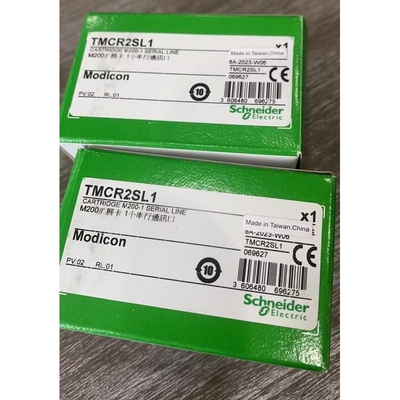 TMCR2SL1
x1
CARTRIDGE M200-1 SERIAL LINE
M200扩展卡 1个串行通讯口
Made in Taiwan,China
8A-2023-W06
TMCR2SL1
069627
Modicon
PV:02 RL:01
10
CE
3 606480 696275
Schneider
Electric
TMCR2SL1
x1
CARTRIDGE M200-1 SERIAL LINE
M200扩展卡 1个串行通讯口
Made in Taiwan,China
8A-2023-W06
TMCR2SL1
069627
Modicon
PV:02 RL:01
10
CE
3 606480 696275
Schneider
Electric